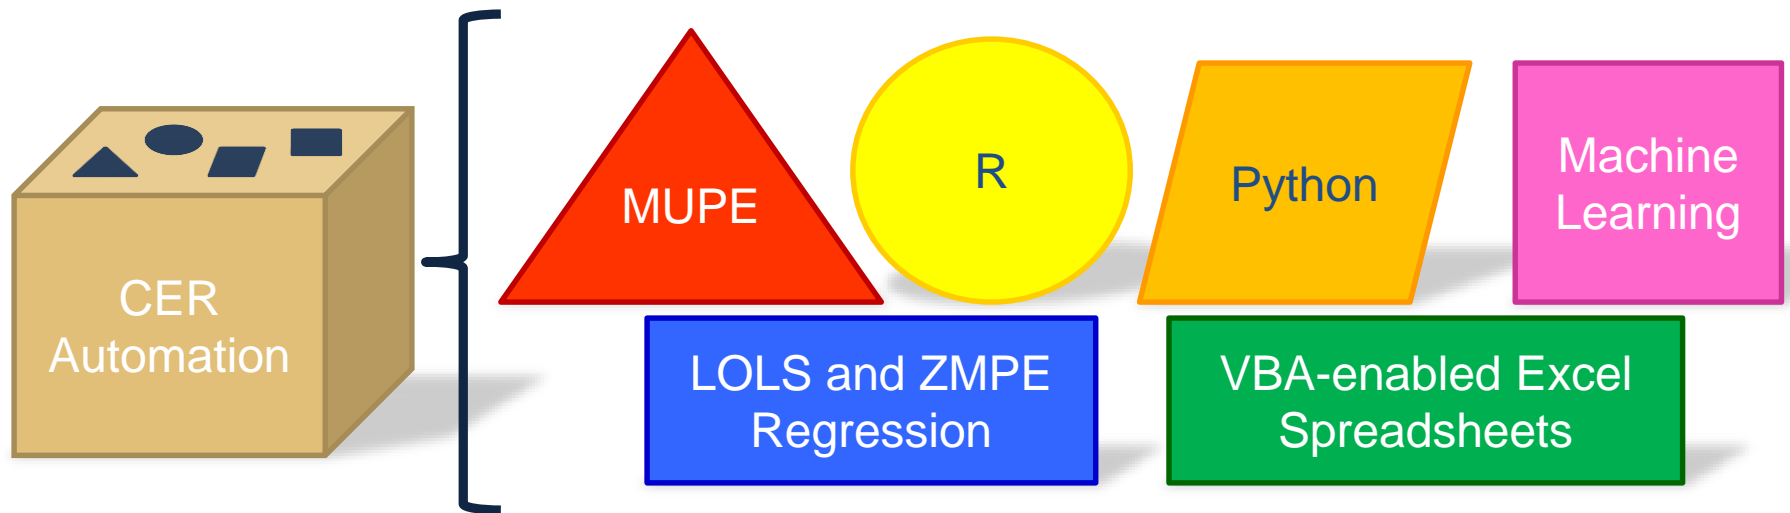 CER
Automation
MUPE
R
Python
Machine
Learning
LOLS and ZMPE
Regression
VBA-enabled Excel
Spreadsheets